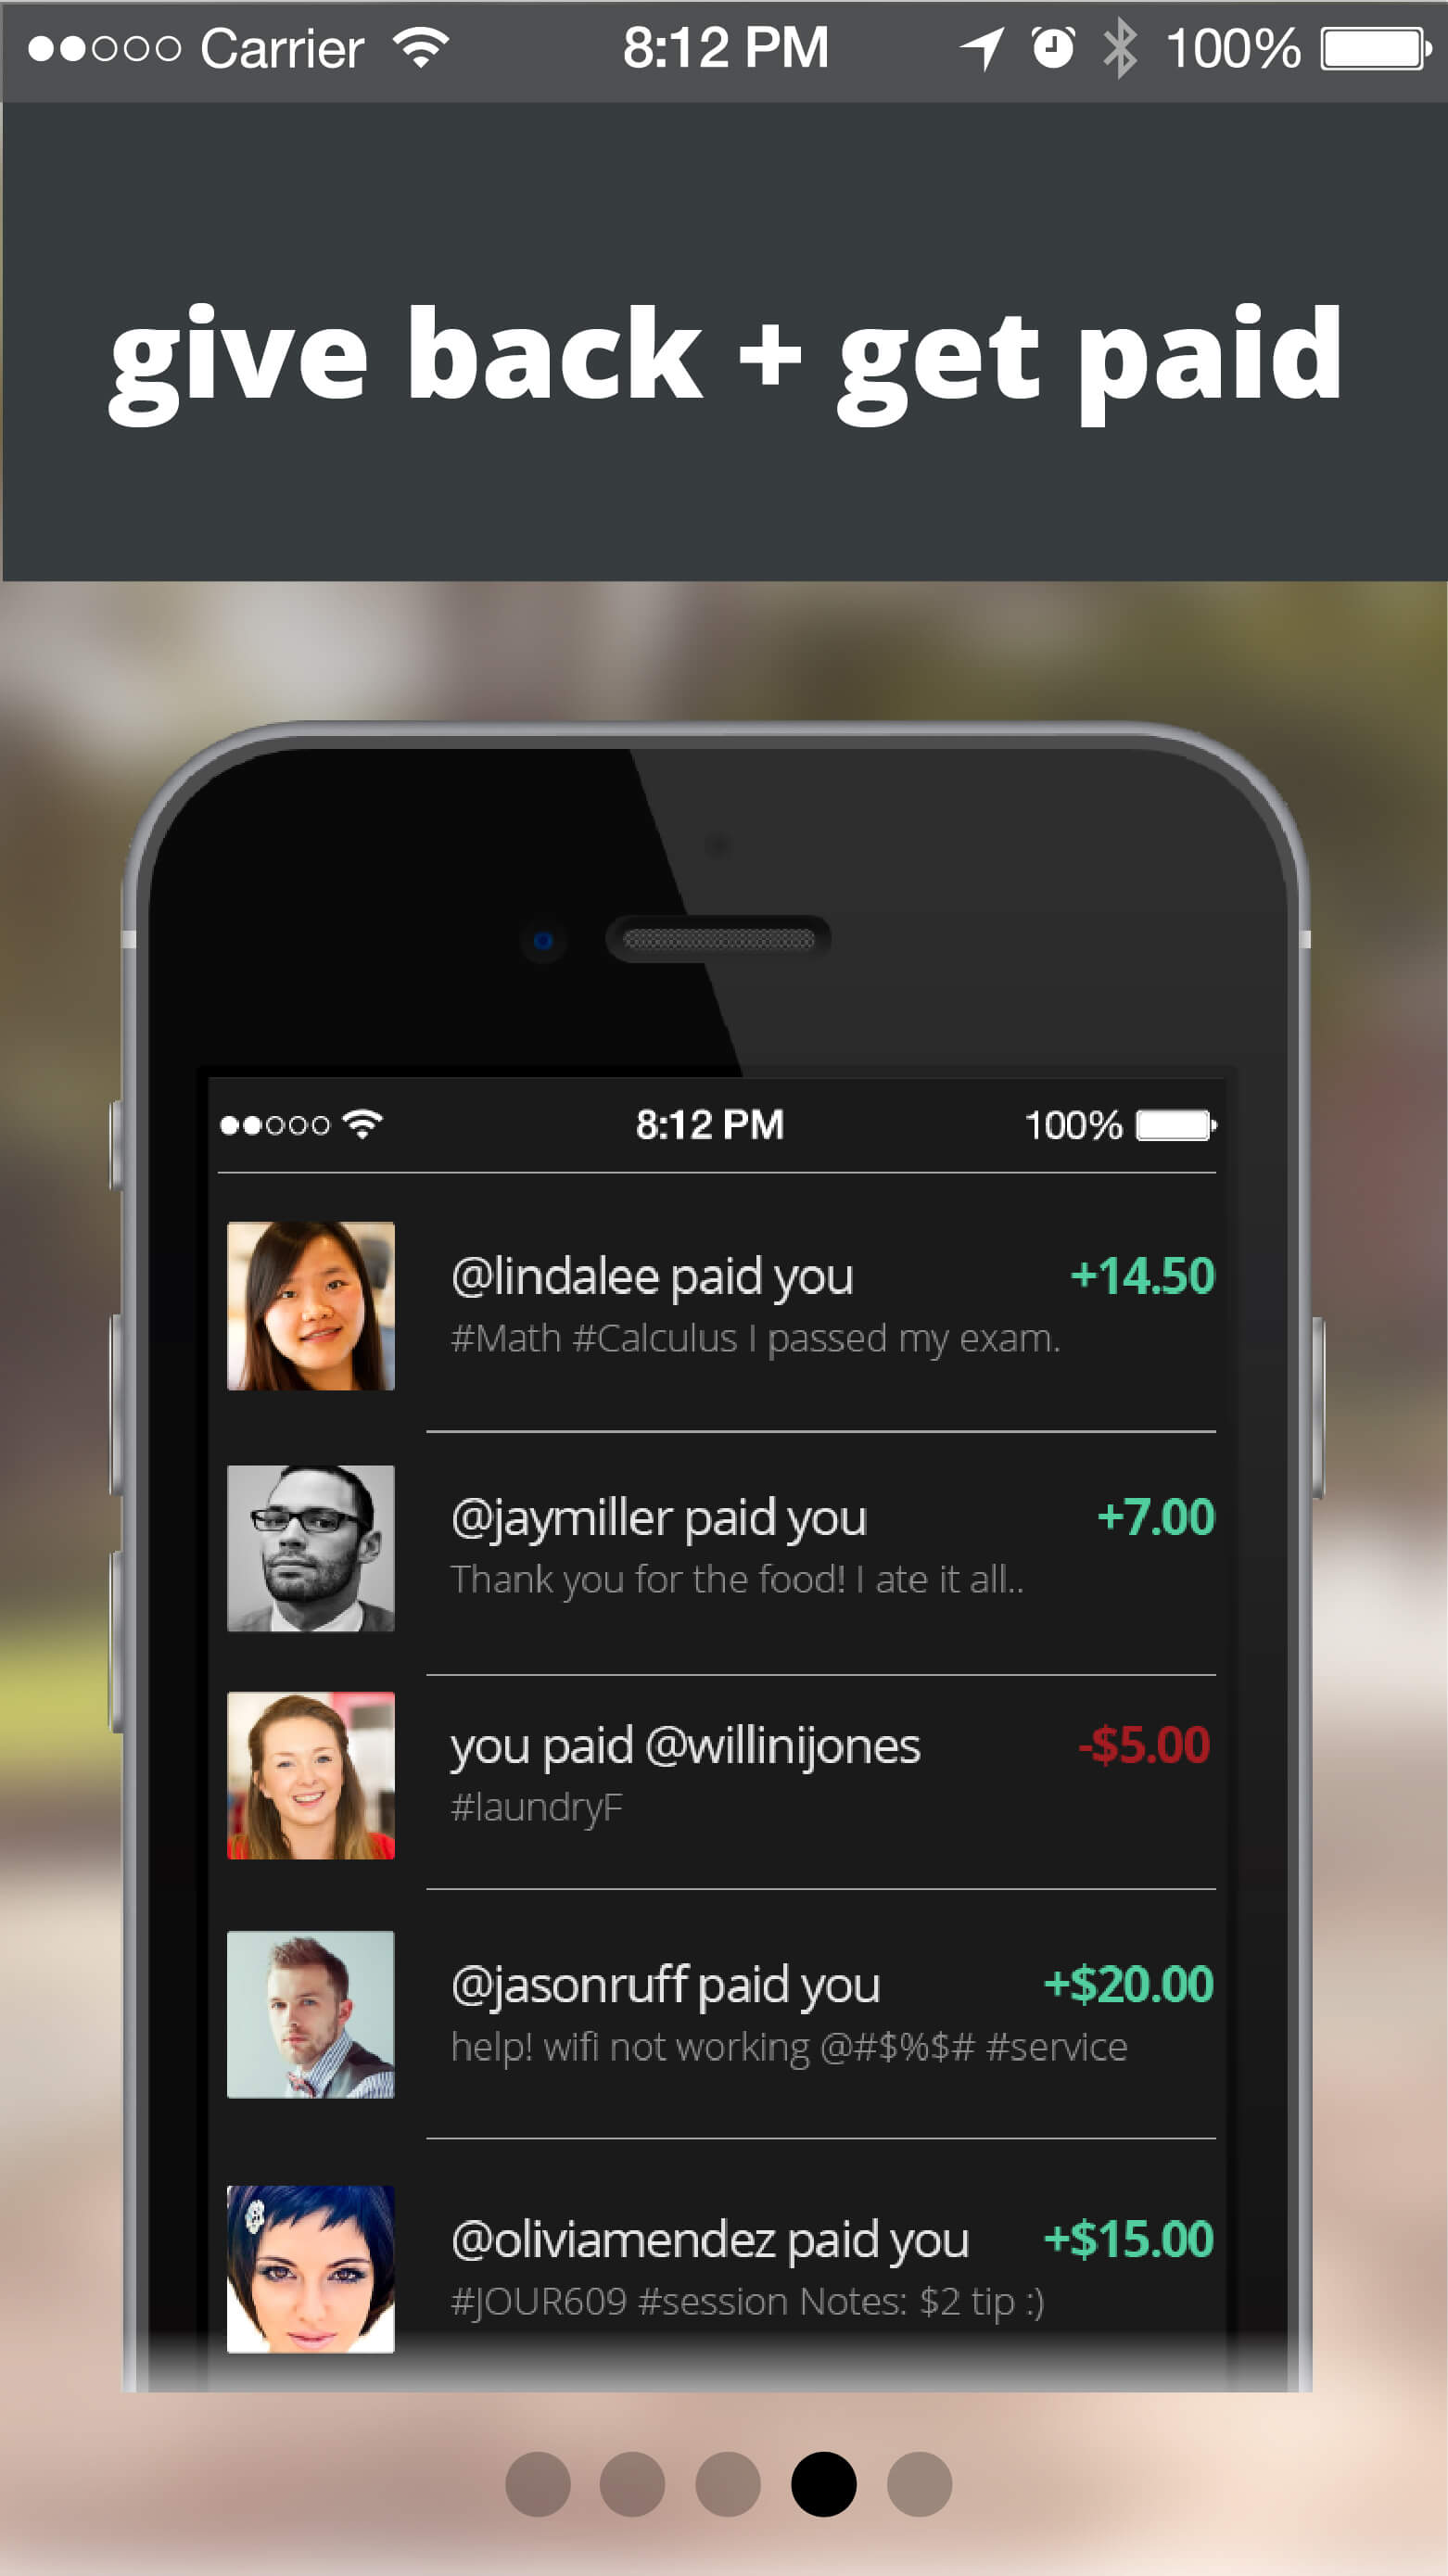 Carrier 8:12 PM 100%
give back + get paid
8:12 PM 100%
@lindalee paid you +14.50
#Math #Calculus I passed my exam.
@jaymiller paid you +7.00
Thank you for the food! I ate it all..
you paid @willinijones -$5.00
#laundryF
@jasonruff paid you +$20.00
help! wifi not working @#$%$# #service
@oliviamendez paid you +$15.00
#JOUR609 #session Notes: $2 tip :)